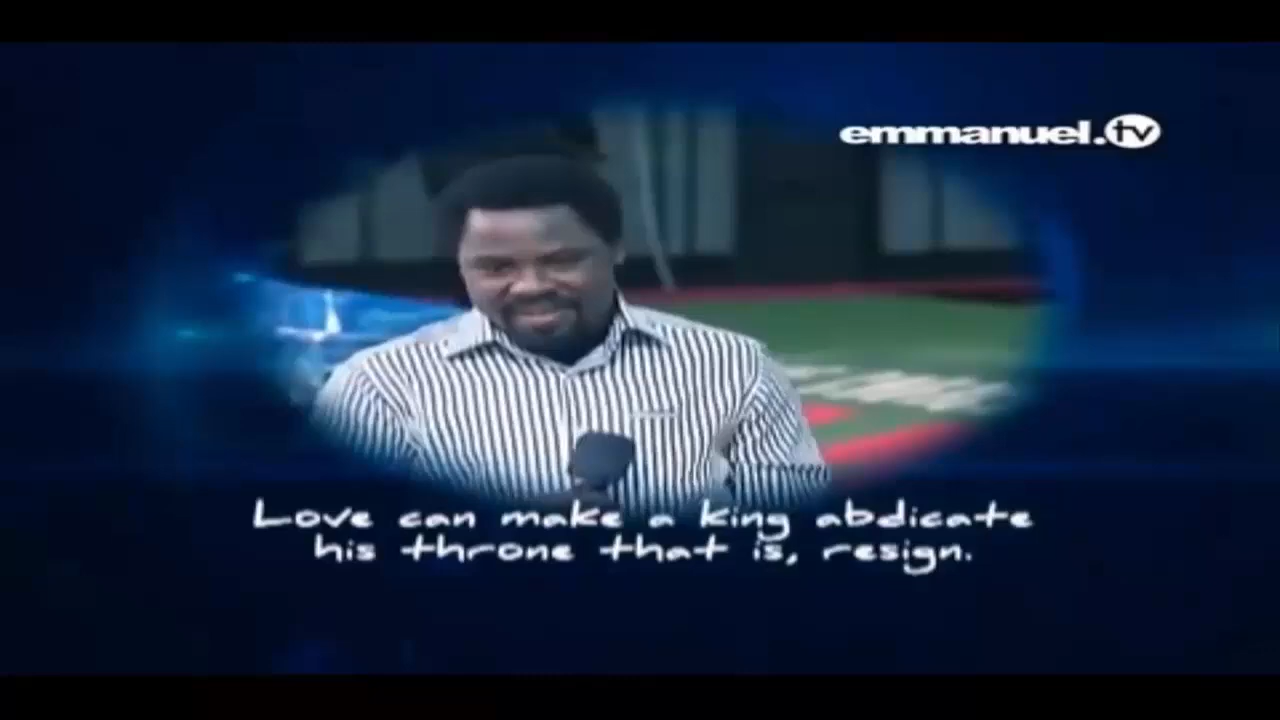 emmanuel.tv
Love can make a king abdicate
his throne that is, resign.